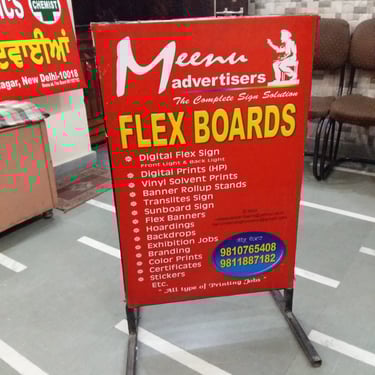 CS
CHEMIST
ਦਵਾਈਆਂ
agar, New Delhi-10018
Meenu
advertisers
The Complete Sign Solution
FLEX BOARDS
Digital Flex Sign
Front Light & Back Light
Digital Prints (HP)
Vinyl Solvent Prints
Banner Rollup Stands
Translites Sign
Sunboard Sign
Flex Banners
Hoardings
Backdrops
Exhibition Jobs
Branding
Color Prints
Certificates
Stickers
Etc.
9810765408
9811887182
" All type of Printing Jobs "